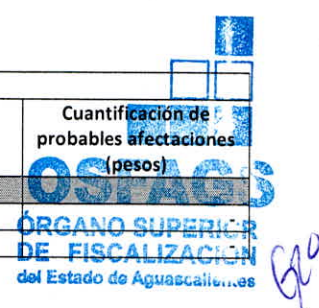 Cuantificación de
probables afectaciones
(pesos)
OSFAGS
ÓRGANO SUPERIOR
DE FISCALIZACIÓN
del Estado de Aguascalientes